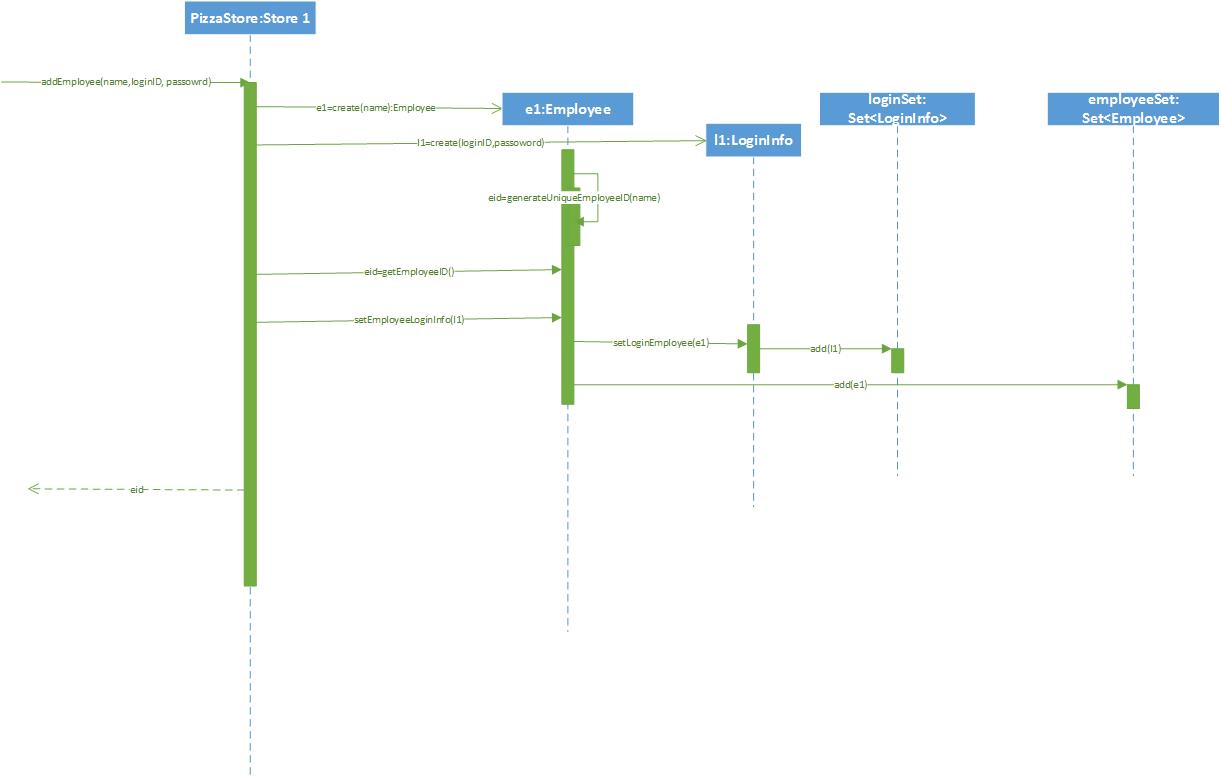 PizzaStore:Store 1
addEmployee(name,loginID, passowrd)
e1=create(name):Employee
e1:Employee
loginSet:
Set<LoginInfo>
employeeSet:
Set<Employee>
l1=create(loginID,passoword)
l1:LoginInfo
eid=generateUniqueEmployeeID(name)
eid=getEmployeeID()
setEmployeeLoginInfo(l1)
setLoginEmployee(e1)
add(l1)
add(e1)
eid